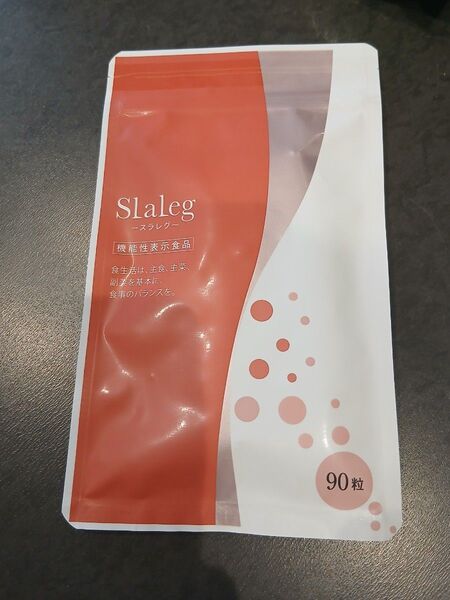 Slaleg
−スラレグ−
機能性表示食品
食生活は、主食、主菜、
副菜を基本に、
食事のバランスを。
90粒